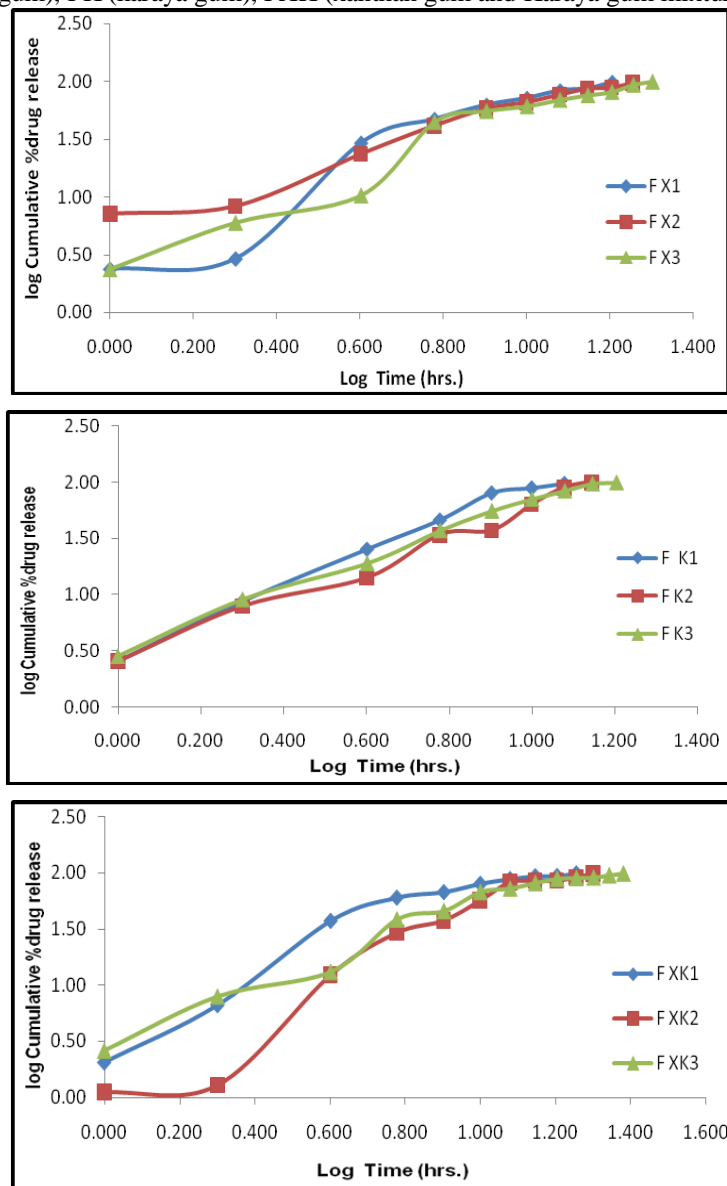 gum), FK (karaya gum), FXK (Xanthan gum and Karaya gum mixtu
2.50
2.00
1.50
1.00
0.50
0.00
log Cumulative %drug release
F X1
F X2
F X3
0.000 0.200 0.400 0.600 0.800 1.000 1.200 1.400
Log Time (hrs.)
2.50
2.00
1.50
1.00
0.50
0.00
log Cumulative %drug release
F K1
F K2
F K3
0.000 0.200 0.400 0.600 0.800 1.000 1.200 1.400
Log Time (hrs.)
2.50
2.00
1.50
1.00
0.50
0.00
log Cumulative %drug release
F XK1
F XK2
F XK3
0.000 0.200 0.400 0.600 0.800 1.000 1.200 1.400 1.600
Log Time (hrs.)